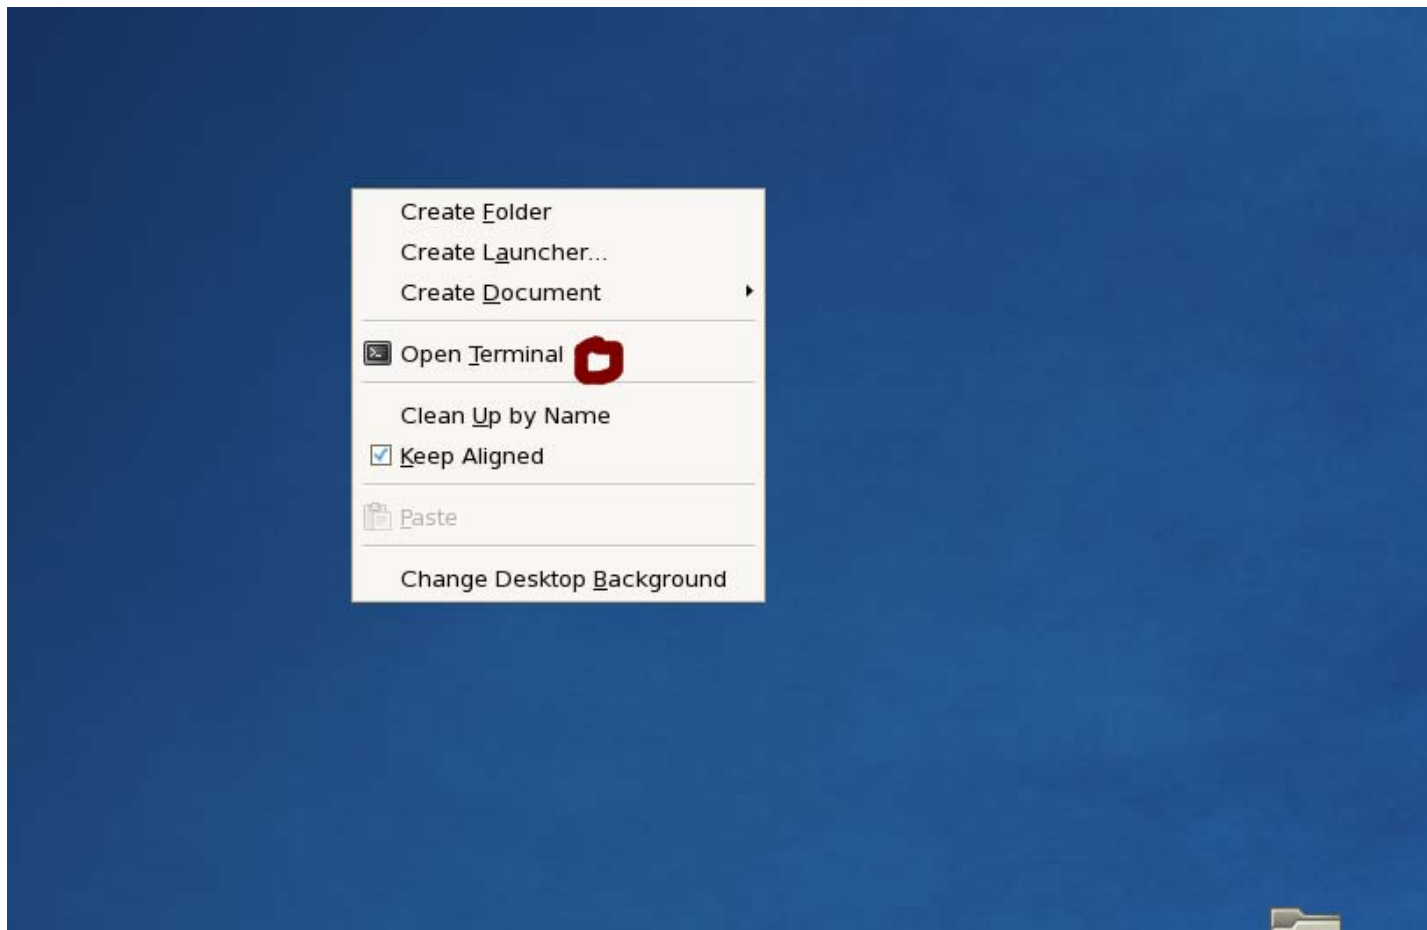 Create Folder
Create Launcher...
Create Document
Open Terminal
Clean Up by Name
Keep Aligned
Paste
Change Desktop Background